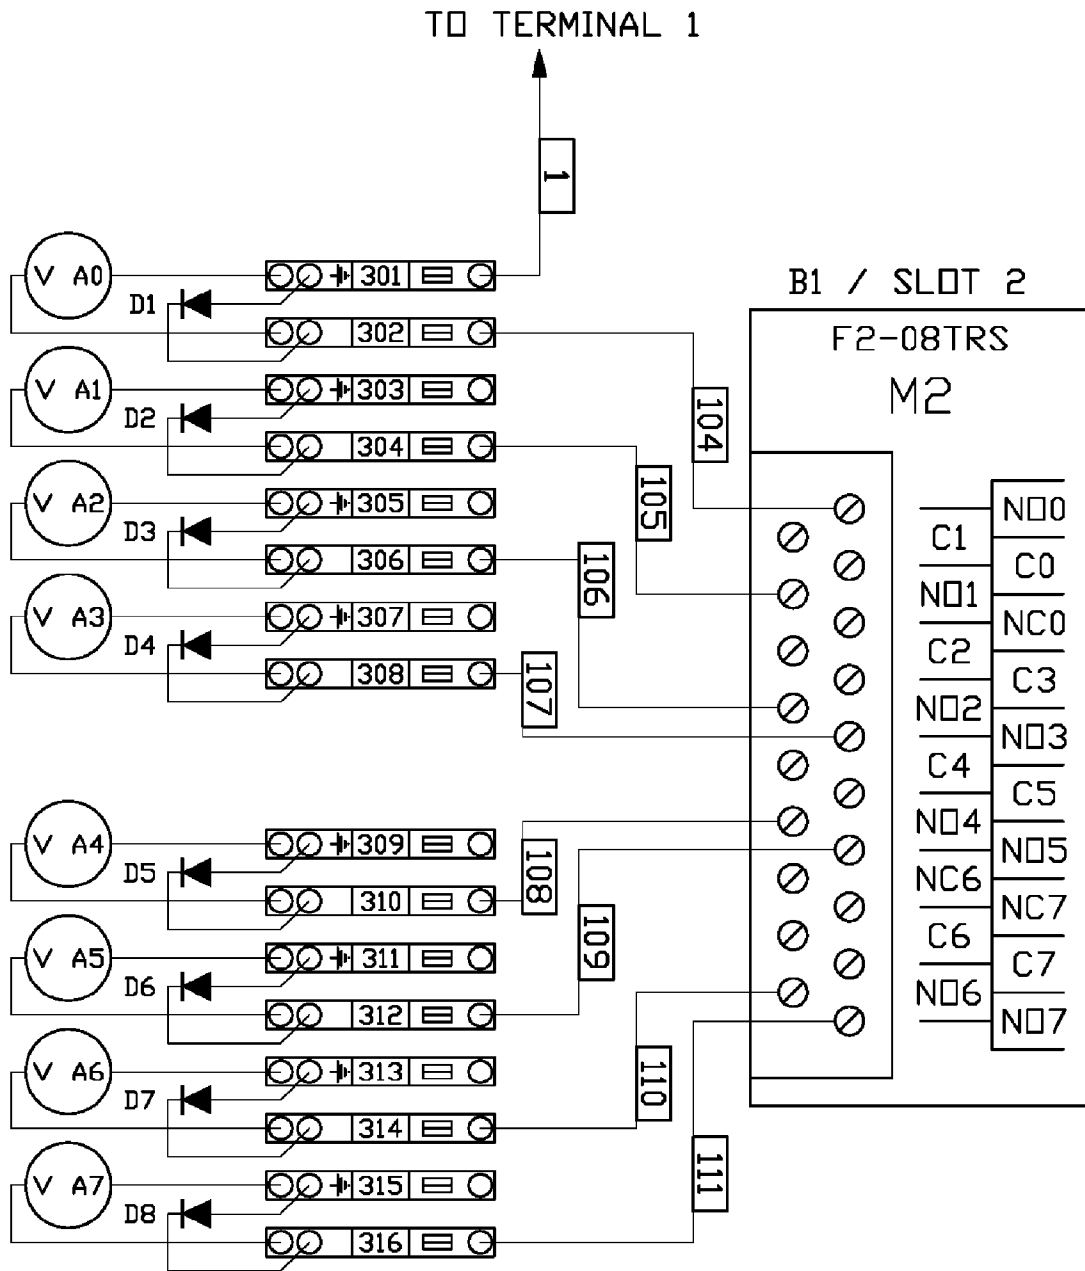 TO TERMINAL 1
1
V A0
301
D1
302
V A1
303
D2
304
V A2
305
D3
306
V A3
307
D4
308
V A4
309
D5
310
V A5
311
D6
312
V A6
313
D7
314
V A7
315
D8
316
104
105
106
107
108
109
110
111
B1 / SLOT 2
F2-08TRS
M2
NO0
C1
C0
NO1
NC0
C2
C3
NO2
NO3
C4
C5
NO4
NO5
NC6
NC7
C6
C7
NO6
NO7